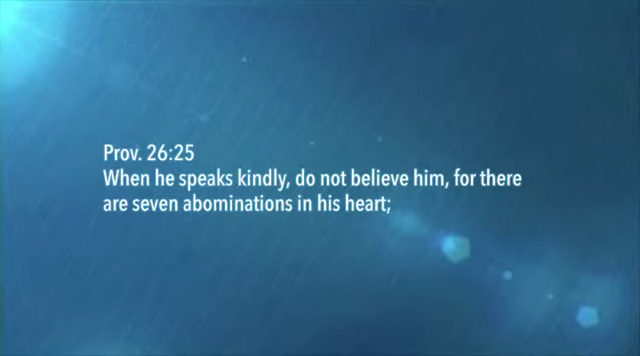 Prov. 26:25
When he speaks kindly, do not believe him, for there
are seven abominations in his heart;